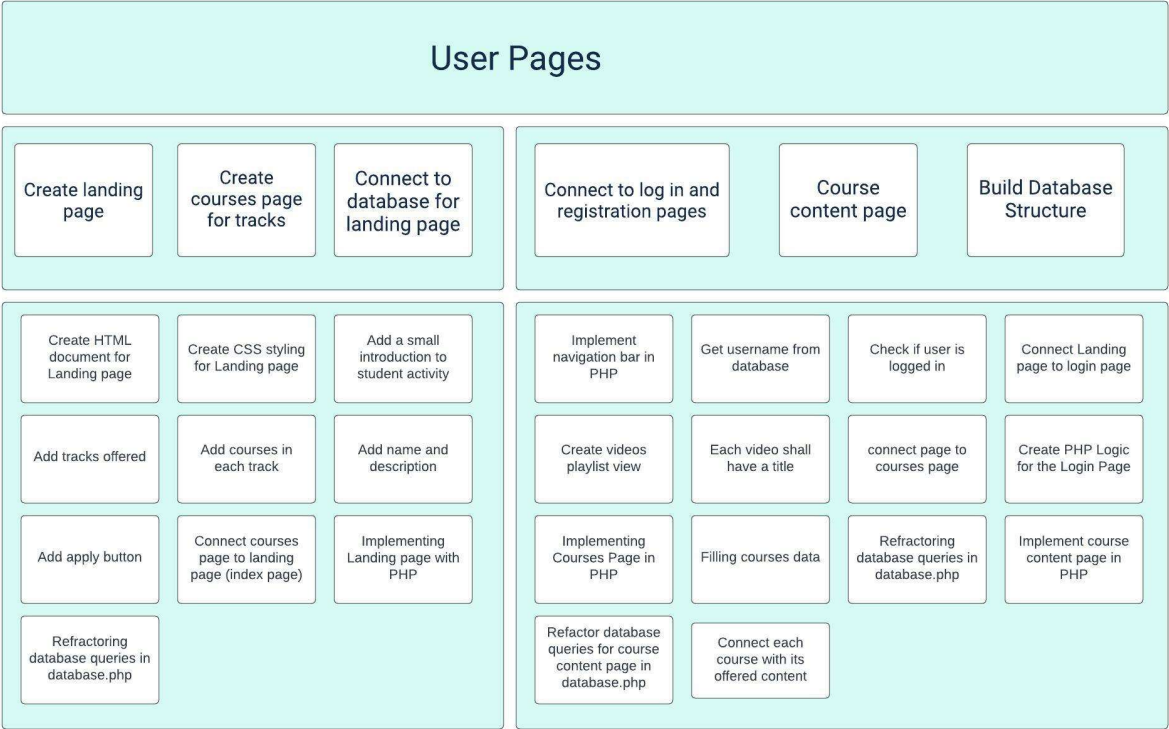 User Pages
Create landing
page
Create
courses page
for tracks
Connect to
database for
landing page
Connect to log in and
registration pages
Course
content page
Build Database
Structure
Create HTML
document for
Landing page
Create CSS styling
for Landing page
Add a small
introduction to
student activity
Add tracks offered
Add courses in
each track
Add name and
description
Add apply button
Connect courses
page to landing
page (index page)
Implementing
Landing page with
PHP
Refractoring
database queries in
database.php
Implement
navigation bar in
PHP
Get username from
database
Check if user is
logged in
Connect Landing
page to login page
Create videos
playlist view
Each video shall
have a title
connect page to
courses page
Create PHP Logic
for the Login Page
Implementing
Courses Page in
PHP
Filling courses data
Refractoring
database queries in
database.php
Implement course
content page in
PHP
Refactor database
queries for course
content page in
database.php
Connect each
course with its
offered content